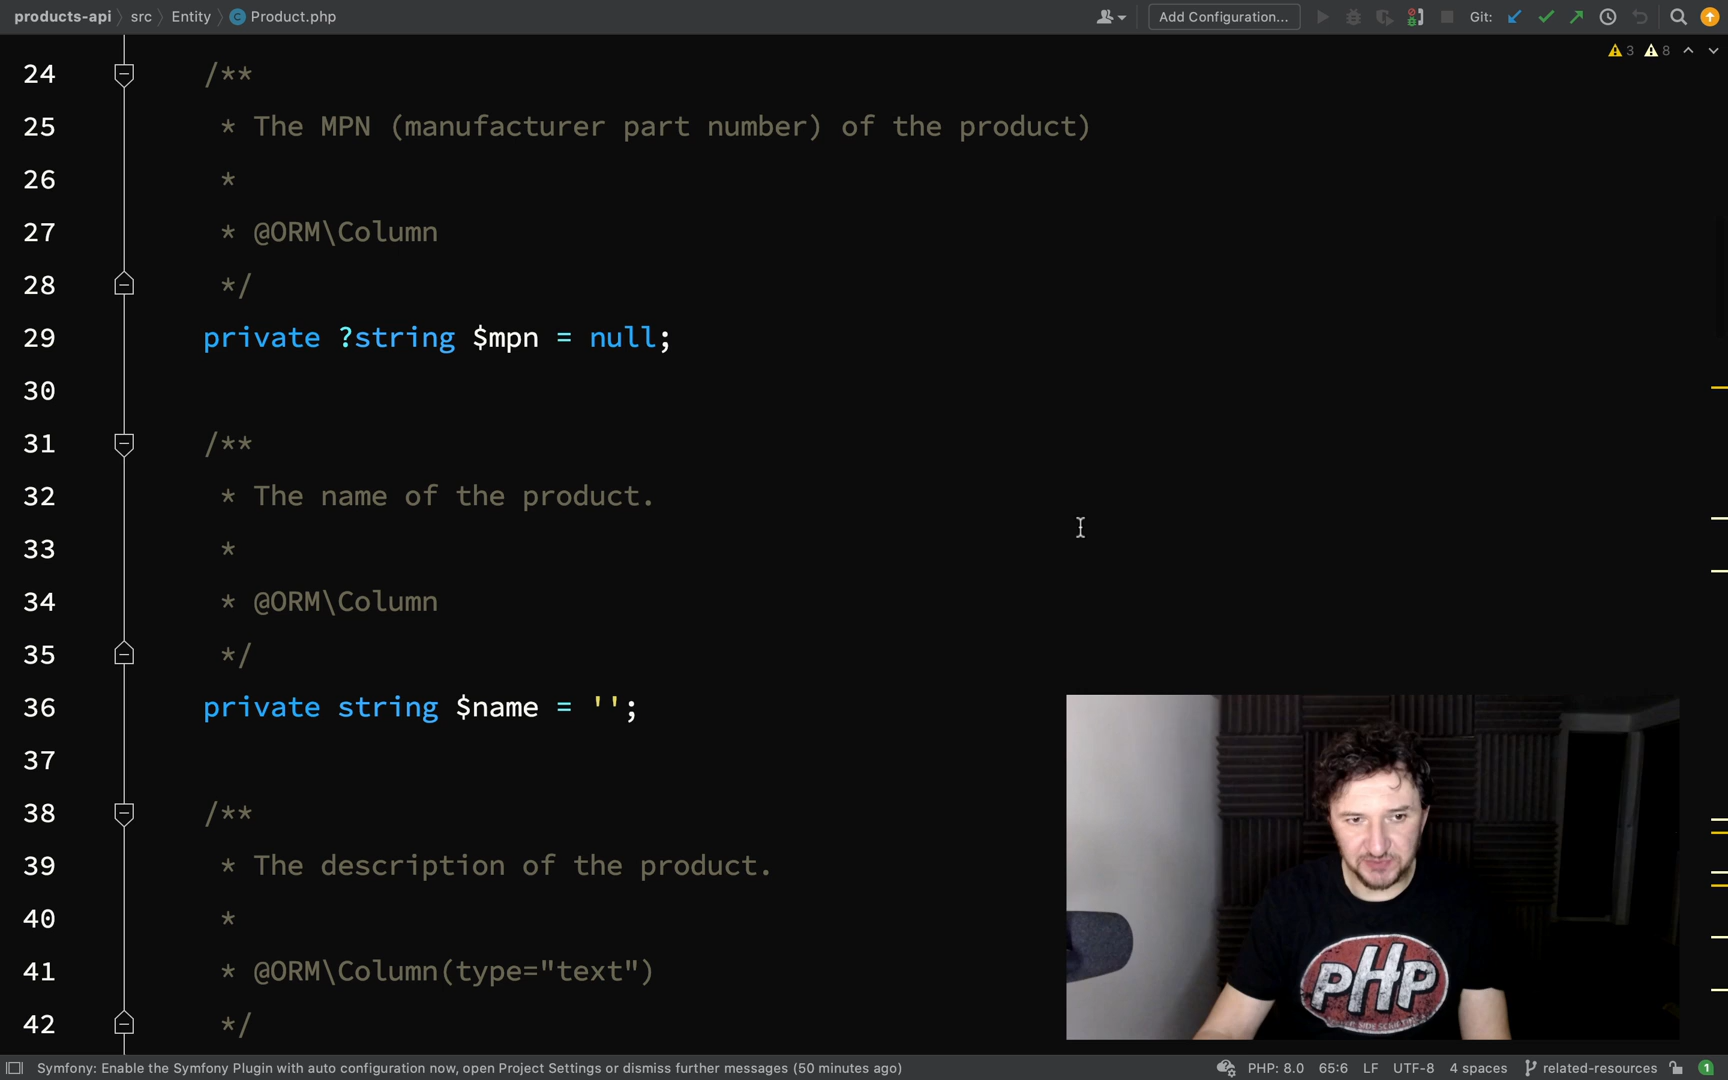 products-api src Entity Product.php Add Configuration... Git:
3 8
24 /**
25 * The MPN (manufacturer part number) of the product)
26 *
27 * @ORM\Column
28 */
29 private ?string $mpn = null;
30
31 /**
32 * The name of the product.
33 *
34 * @ORM\Column
35 */
36 private string $name = '';
37
38 /**
39 * The description of the product.
40 *
41 * @ORM\Column(type="text")
42 */
PHP
Symfony: Enable the Symfony Plugin with auto configuration now, open Project Settings or dismiss further messages (50 minutes ago) PHP: 8.0 65:6 LF UTF-8 4 spaces related-resources 1